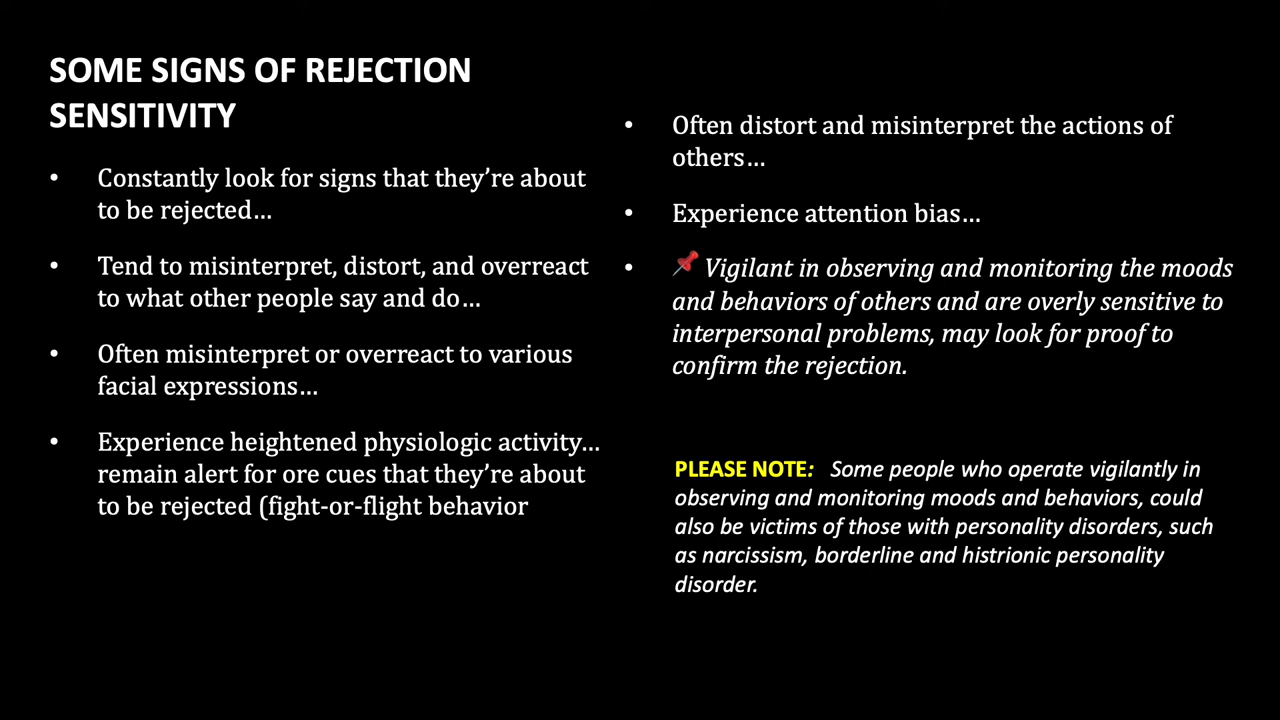 SOME SIGNS OF REJECTION
SENSITIVITY
• Constantly look for signs that they’re about
to be rejected…
• Tend to misinterpret, distort, and overreact
to what other people say and do…
• Often misinterpret or overreact to various
facial expressions…
• Experience heightened physiologic activity…
remain alert for ore cues that they’re about
to be rejected (fight-or-flight behavior
• Often distort and misinterpret the actions of
others…
• Experience attention bias…
• 📌 Vigilant in observing and monitoring the moods
and behaviors of others and are overly sensitive to
interpersonal problems, may look for proof to
confirm the rejection.
PLEASE NOTE: Some people who operate vigilantly in
observing and monitoring moods and behaviors, could
also be victims of those with personality disorders, such
as narcissism, borderline and histrionic personality
disorder.